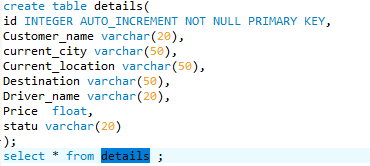 create table details(
id INTEGER AUTO_INCREMENT NOT NULL PRIMARY KEY,
Customer_name varchar(20),
current_city varchar(50),
Current_location varchar(50),
Destination varchar(50),
Driver_name varchar(20),
Price  float,
statu varchar(20)
);
select * from details ;